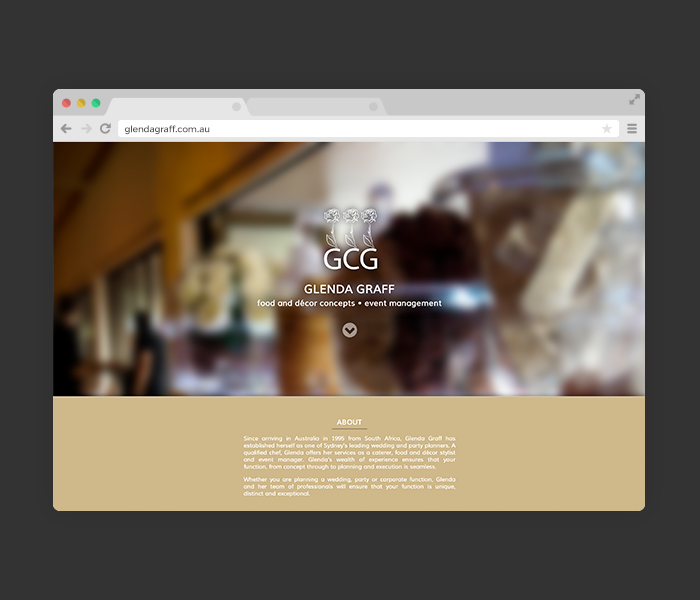 glendagraff.com.au
GCG
GLENDA GRAFF
food and décor concepts • event management
ABOUT
Since arriving in Australia in 1995 from South Africa, Glenda Graff has
established herself as one of Sydney's leading wedding and party planners. A
qualified chef, Glenda offers her services as a caterer, food and décor stylist
and event manager. Glenda's wealth of experience ensures that your
function, from concept through to planning and execution is seamless.
Whether you are planning a wedding, party or corporate function, Glenda
and her team of professionals will ensure that your function is unique,
distinct and exceptional.